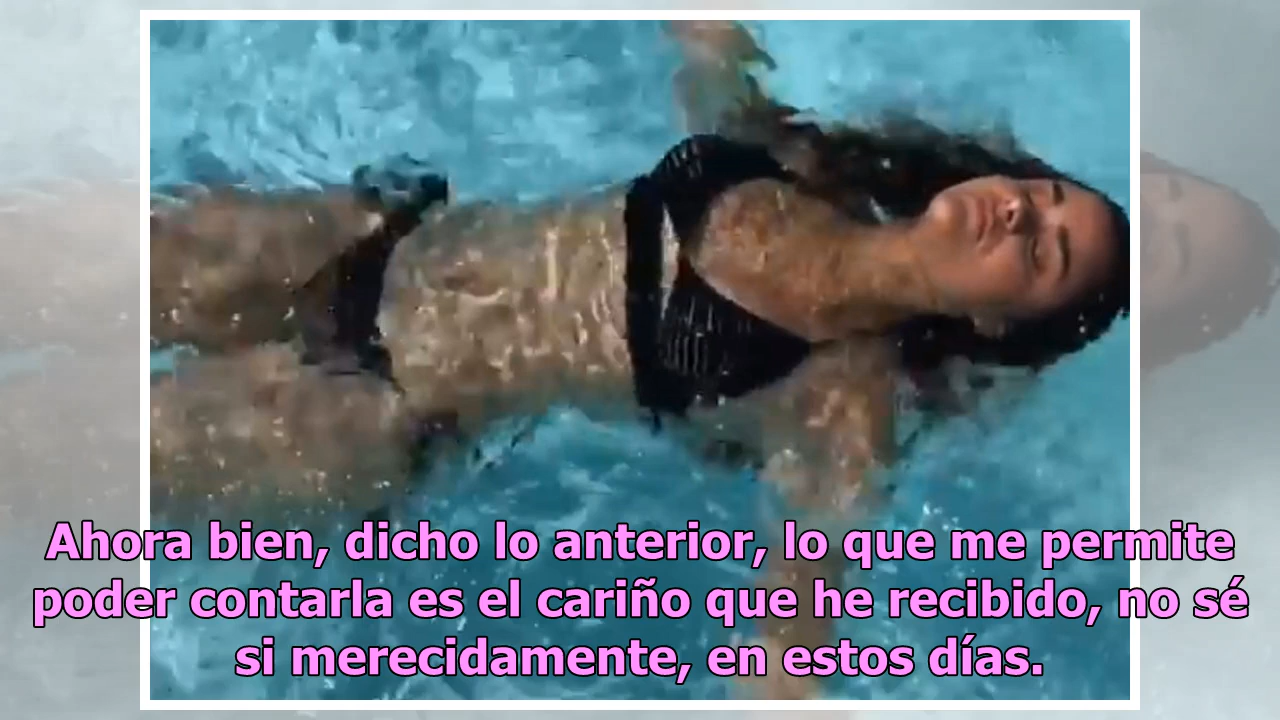 Ahora bien, dicho lo anterior, lo que me permite
poder contarla es el cariño que he recibido, no sé
si merecidamente, en estos días.